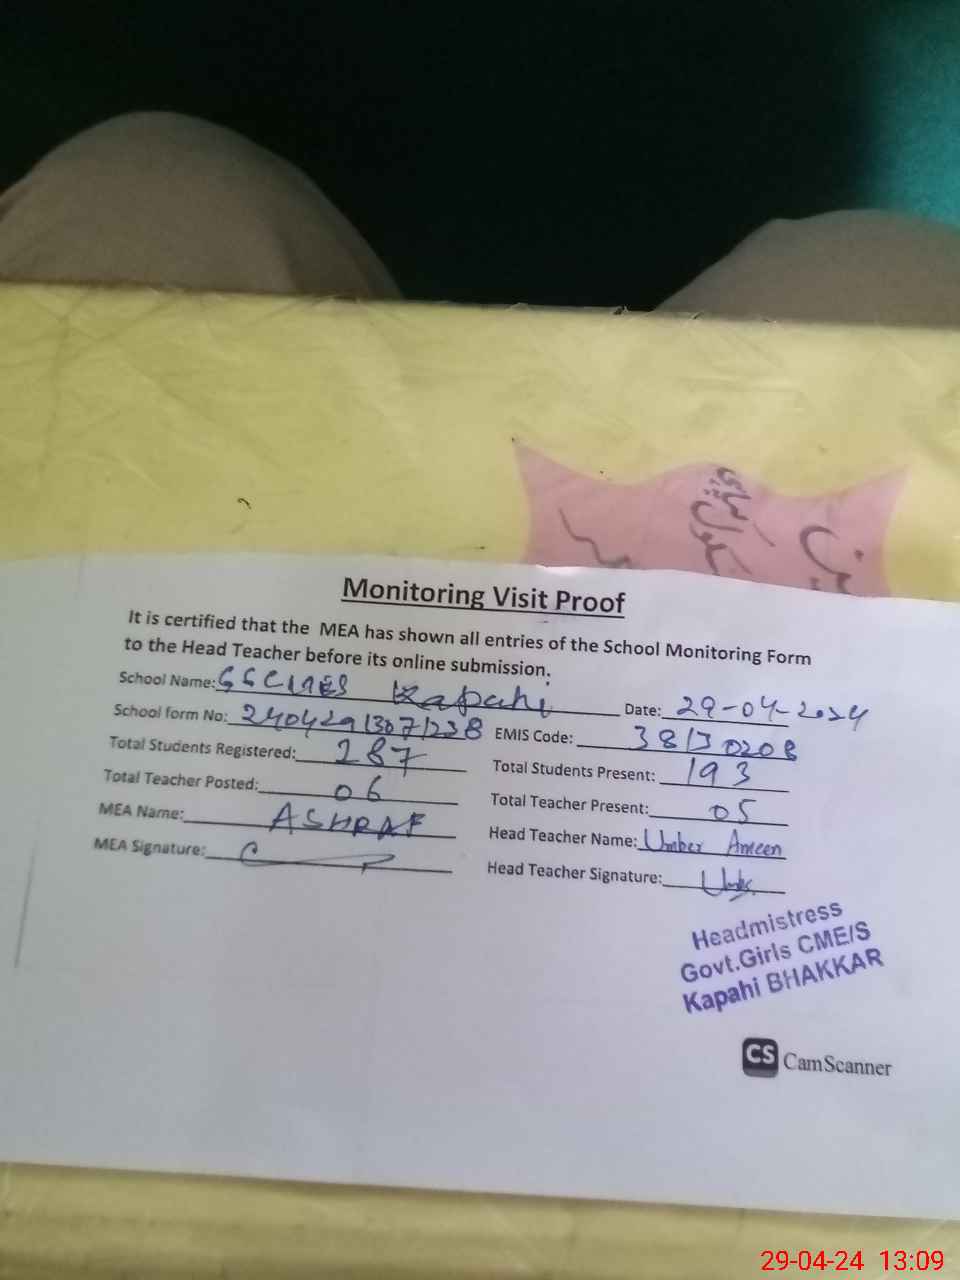 سکول
Monitoring Visit Proof
It is certified that the MEA has shown all entries of the School Monitoring Form
to the Head Teacher before its online submission.
School Name: Kapahi Date: 29-04-2024
School form No: EMIS Code: 38130208
Total Students Registered: 287 Total Students Present: 193
Total Teacher Posted: 06 Total Teacher Present: 05
MEA Name: ASHRAF Head Teacher Name: Umber Ameen
MEA Signature: Head Teacher Signature:
Headmistress
Govt.Girls CME/S
Kapahi BHAKKAR
CS CamScanner
29-04-24 13:09